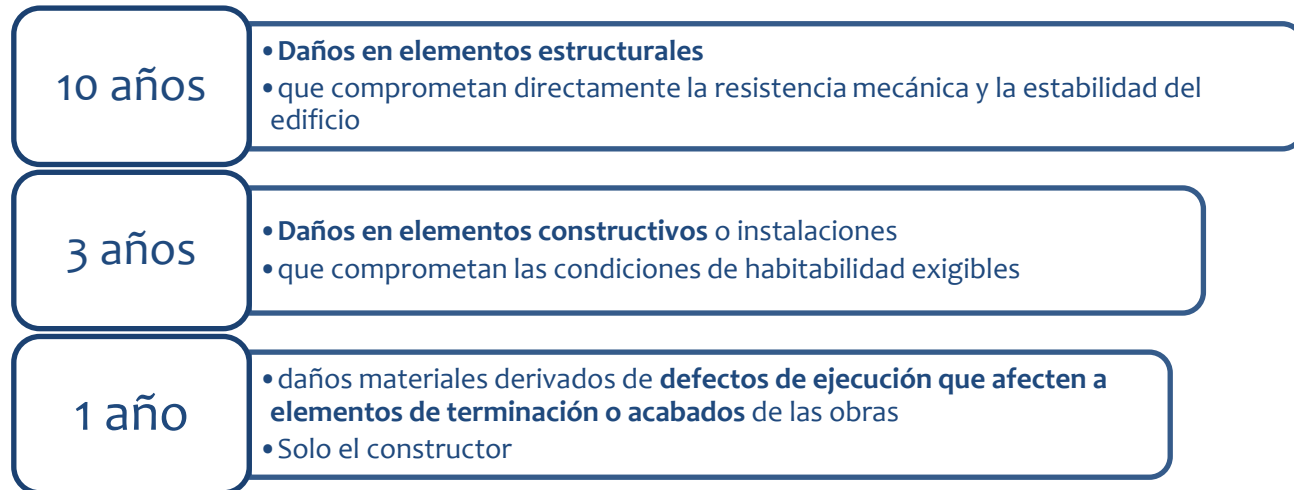 10 años
•Daños en elementos estructurales
•que comprometan directamente la resistencia mecánica y la estabilidad del
edificio
3 años
•Daños en elementos constructivos o instalaciones
•que comprometan las condiciones de habitabilidad exigibles
1 año
•daños materiales derivados de defectos de ejecución que afecten a
elementos de terminación o acabados de las obras
•Solo el constructor